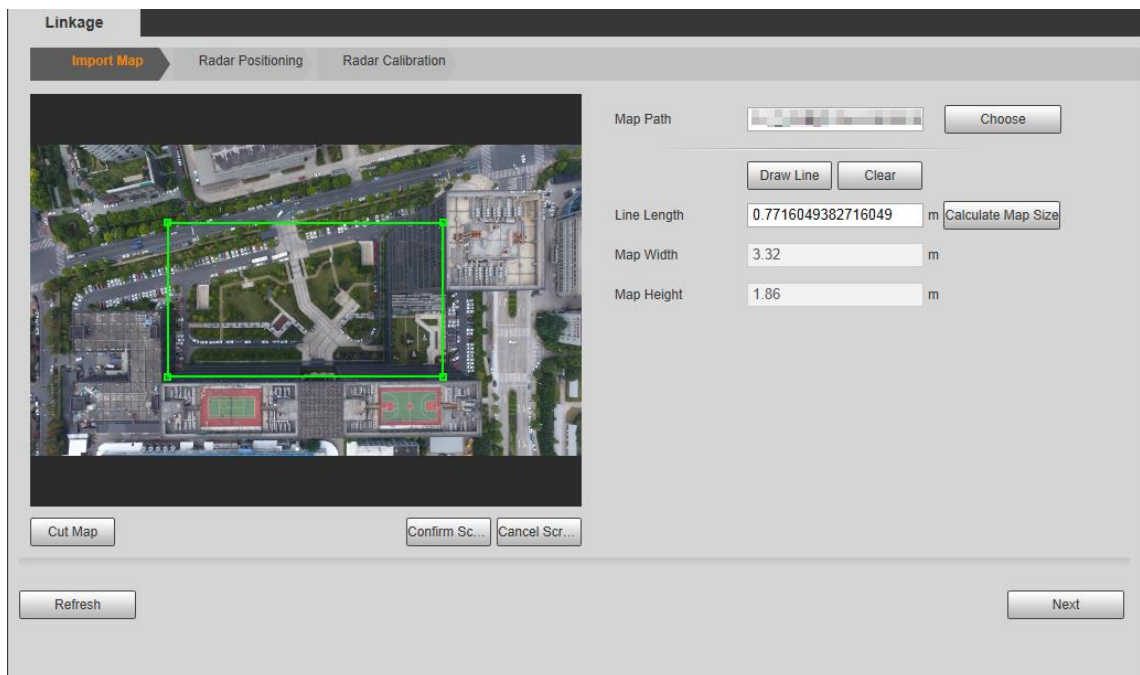 Linkage
Import Map Radar Positioning Radar Calibration
Map Path Choose
Draw Line Clear
Line Length 0.7716049382716049 m Calculate Map Size
Map Width 3.32 m
Map Height 1.86 m
Cut Map Confirm Sc... Cancel Scr...
Refresh Next